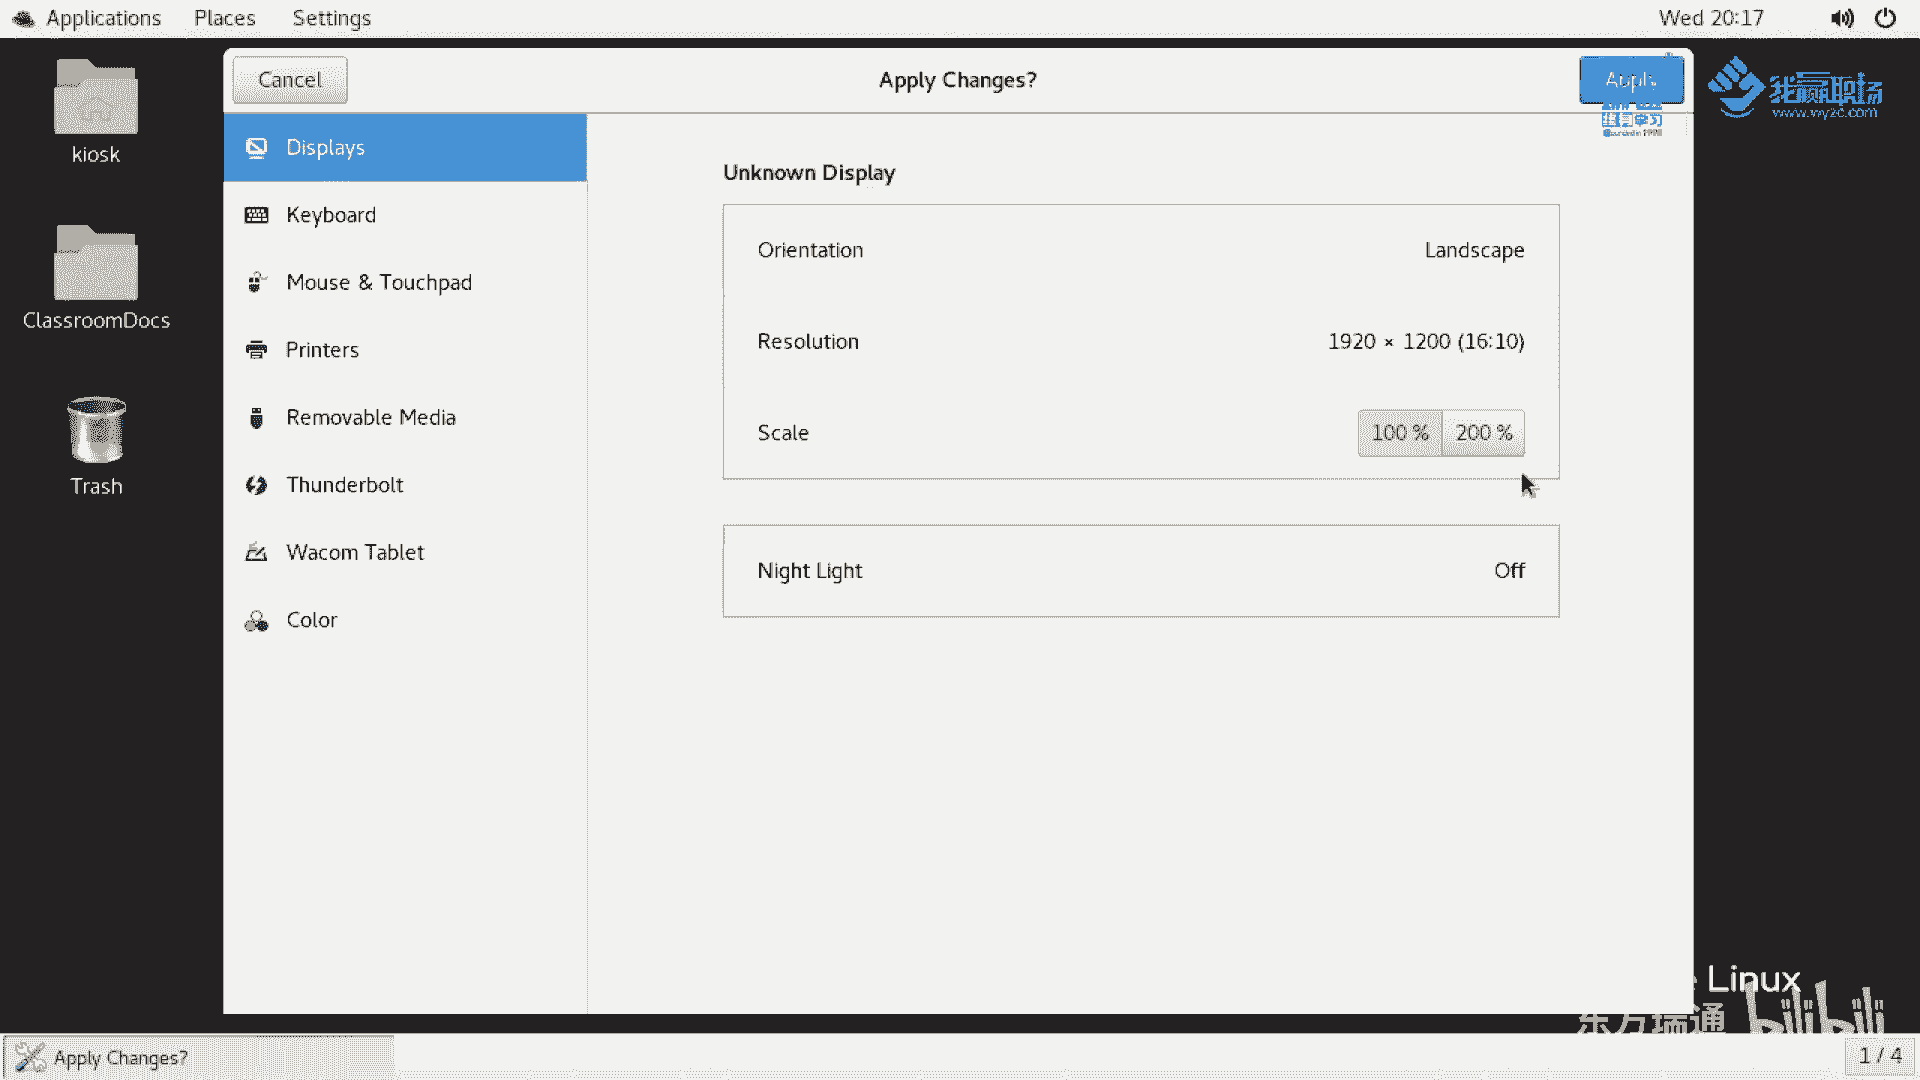 Applications Places Settings Wed 20:17
Cancel Apply Changes? Apply
我赢职场
www.wyzc.com
学习
kiosk
ClassroomDocs
Trash
Displays
Keyboard
Mouse & Touchpad
Printers
Removable Media
Thunderbolt
Wacom Tablet
Color
Unknown Display
Orientation Landscape
Resolution 1920 × 1200 (16:10)
Scale 100 % 200 %
Night Light Off
Linux
东方瑞通 bilibili
Apply Changes? 1 / 4